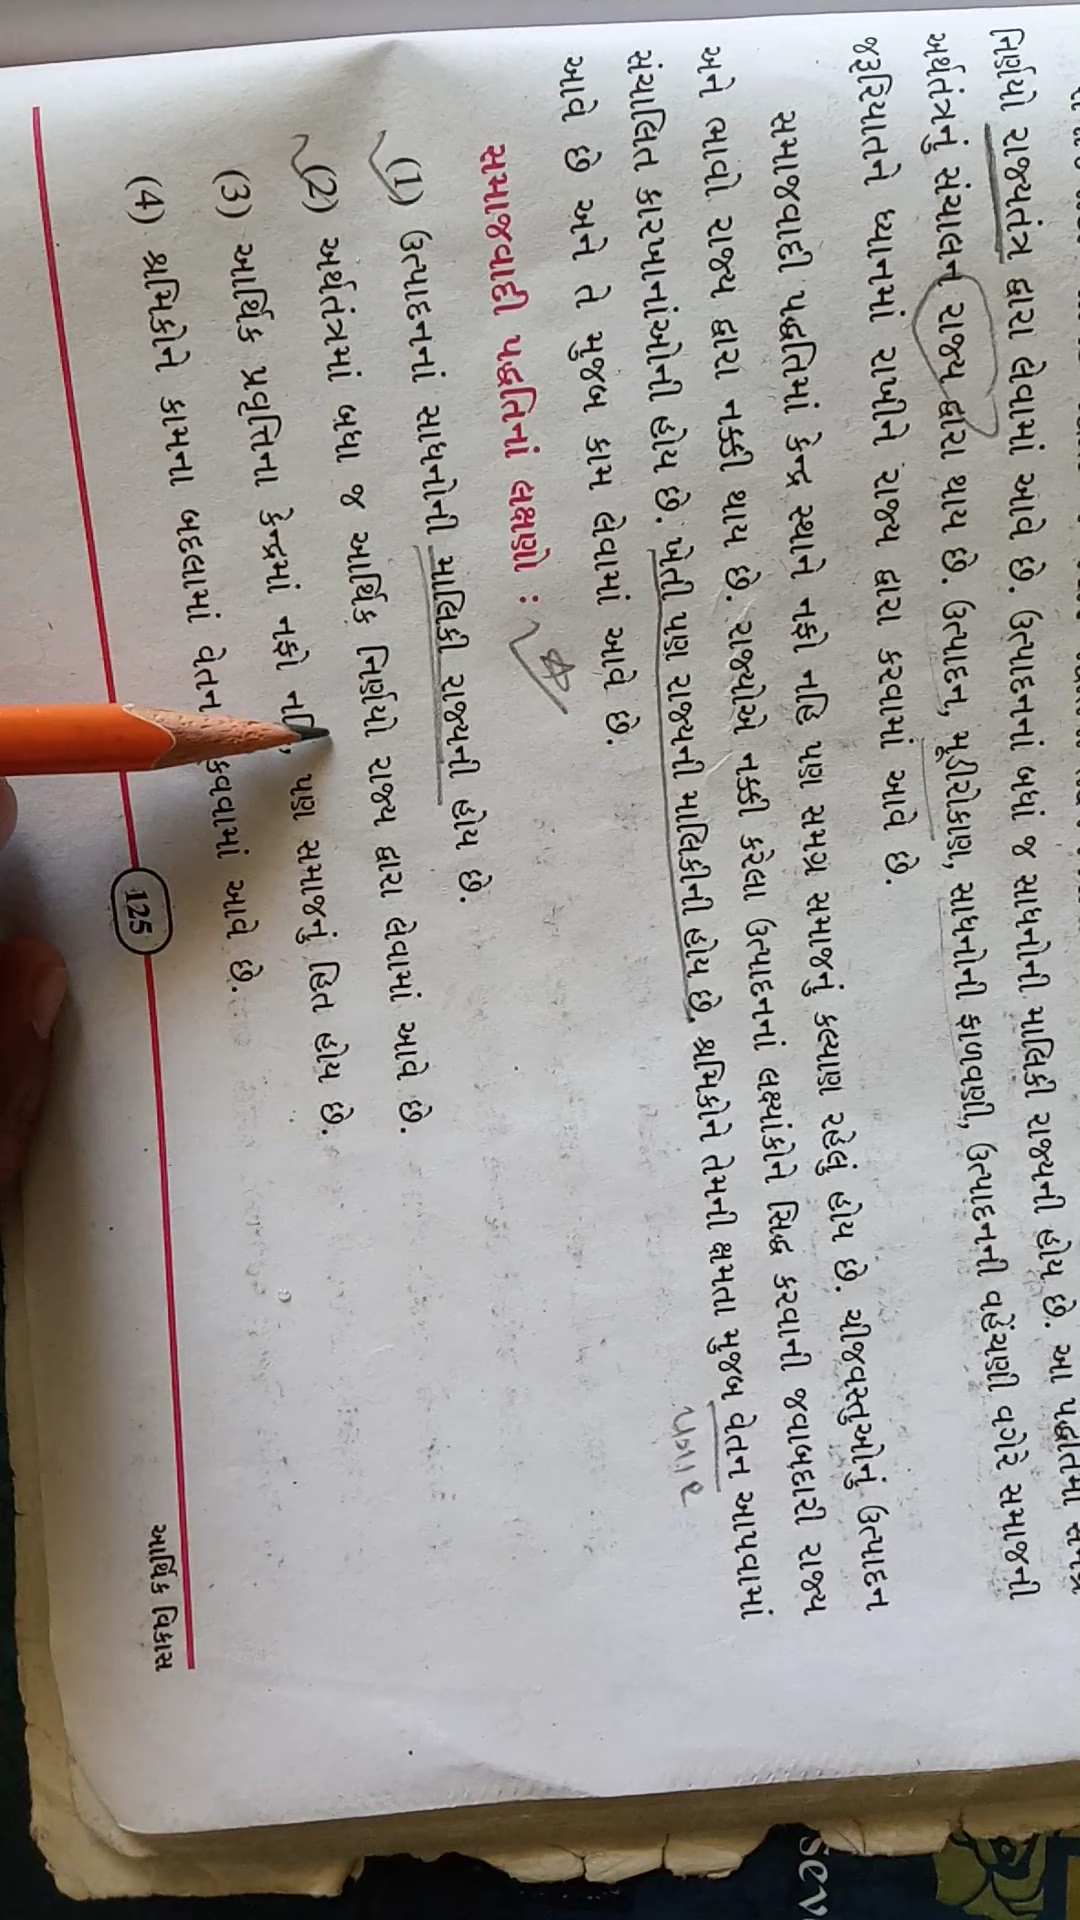 નિર્ણયો રાજ્યતંત્ર દ્વારા લેવામાં આવે છે. ઉત્પાદનનાં બધાં જ સાધનોની માલિકી રાજ્યની હોય છે. આ પદ્ધતિમાં સમગ્ર
અર્થતંત્રનું સંચાલન રાજ્ય દ્વારા થાય છે. ઉત્પાદન, મૂડીરોકાણ, સાધનોની ફાળવણી, ઉત્પાદનની વહેંચણી વગેરે સમાજની
જરૂરિયાતને ધ્યાનમાં રાખીને રાજ્ય દ્વારા કરવામાં આવે છે.
સમાજવાદી પદ્ધતિમાં કેન્દ્ર સ્થાને નફો નહિ પણ સમગ્ર સમાજનું કલ્યાણ રહેલું હોય છે. ચીજવસ્તુઓનું ઉત્પાદન
અને ભાવો રાજ્ય દ્વારા નક્કી થાય છે. રાજ્યોએ નક્કી કરેલા ઉત્પાદનનાં લક્ષ્યાંકોને સિદ્ધ કરવાની જવાબદારી રાજ્ય
સંચાલિત કારખાનાંઓની હોય છે. ખેતી પણ રાજ્યની માલિકીની હોય છે. શ્રમિકોને તેમની ક્ષમતા મુજબ વેતન આપવામાં
પગાર
આવે છે અને તે મુજબ કામ લેવામાં આવે છે.
સમાજવાદી પદ્ધતિનાં લક્ષણો :
(1) ઉત્પાદનનાં સાધનોની માલિકી રાજ્યની હોય છે.
(2) અર્થતંત્રમાં બધા જ આર્થિક નિર્ણયો રાજ્ય દ્વારા લેવામાં આવે છે.
(3) આર્થિક પ્રવૃત્તિના કેન્દ્રમાં નફો પણ સમાજનું હિત હોય છે.
(4) શ્રમિકોને કામના બદલામાં વેતન આવે છે.
125
આર્થિક વિકાસ
sev